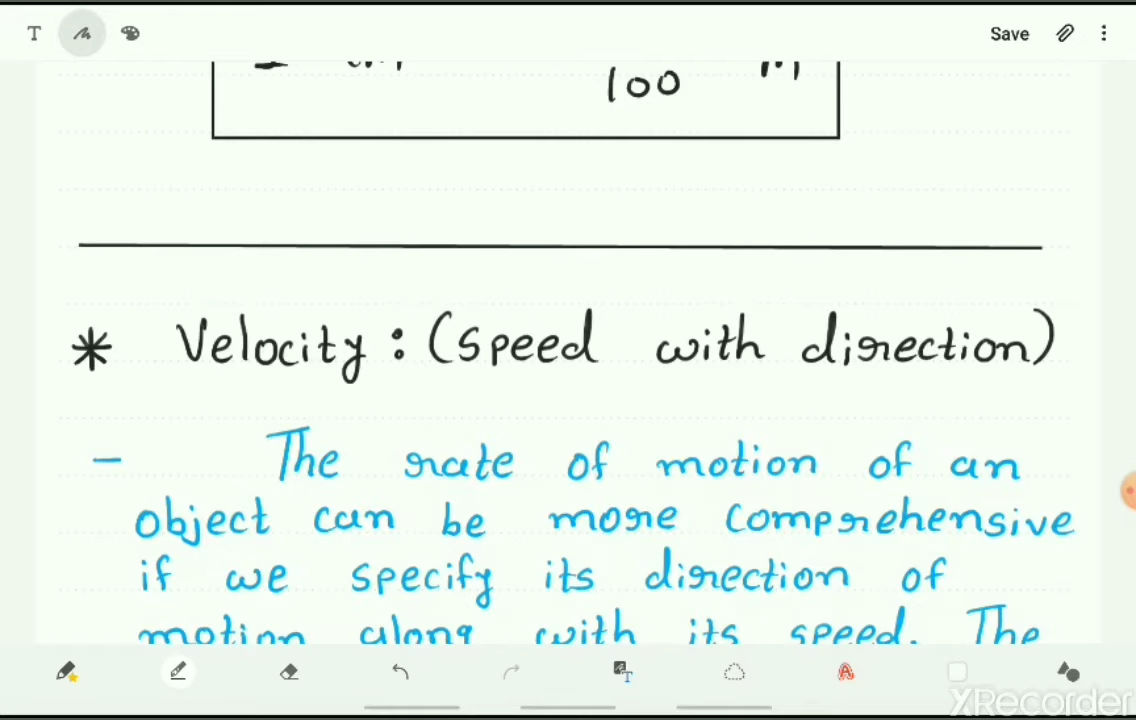 T Save
100 m
* Velocity : (speed with direction)
- The rate of motion of an
object can be more comprehensive
if we specify its direction of
motion along with its speed. The
XRecorder